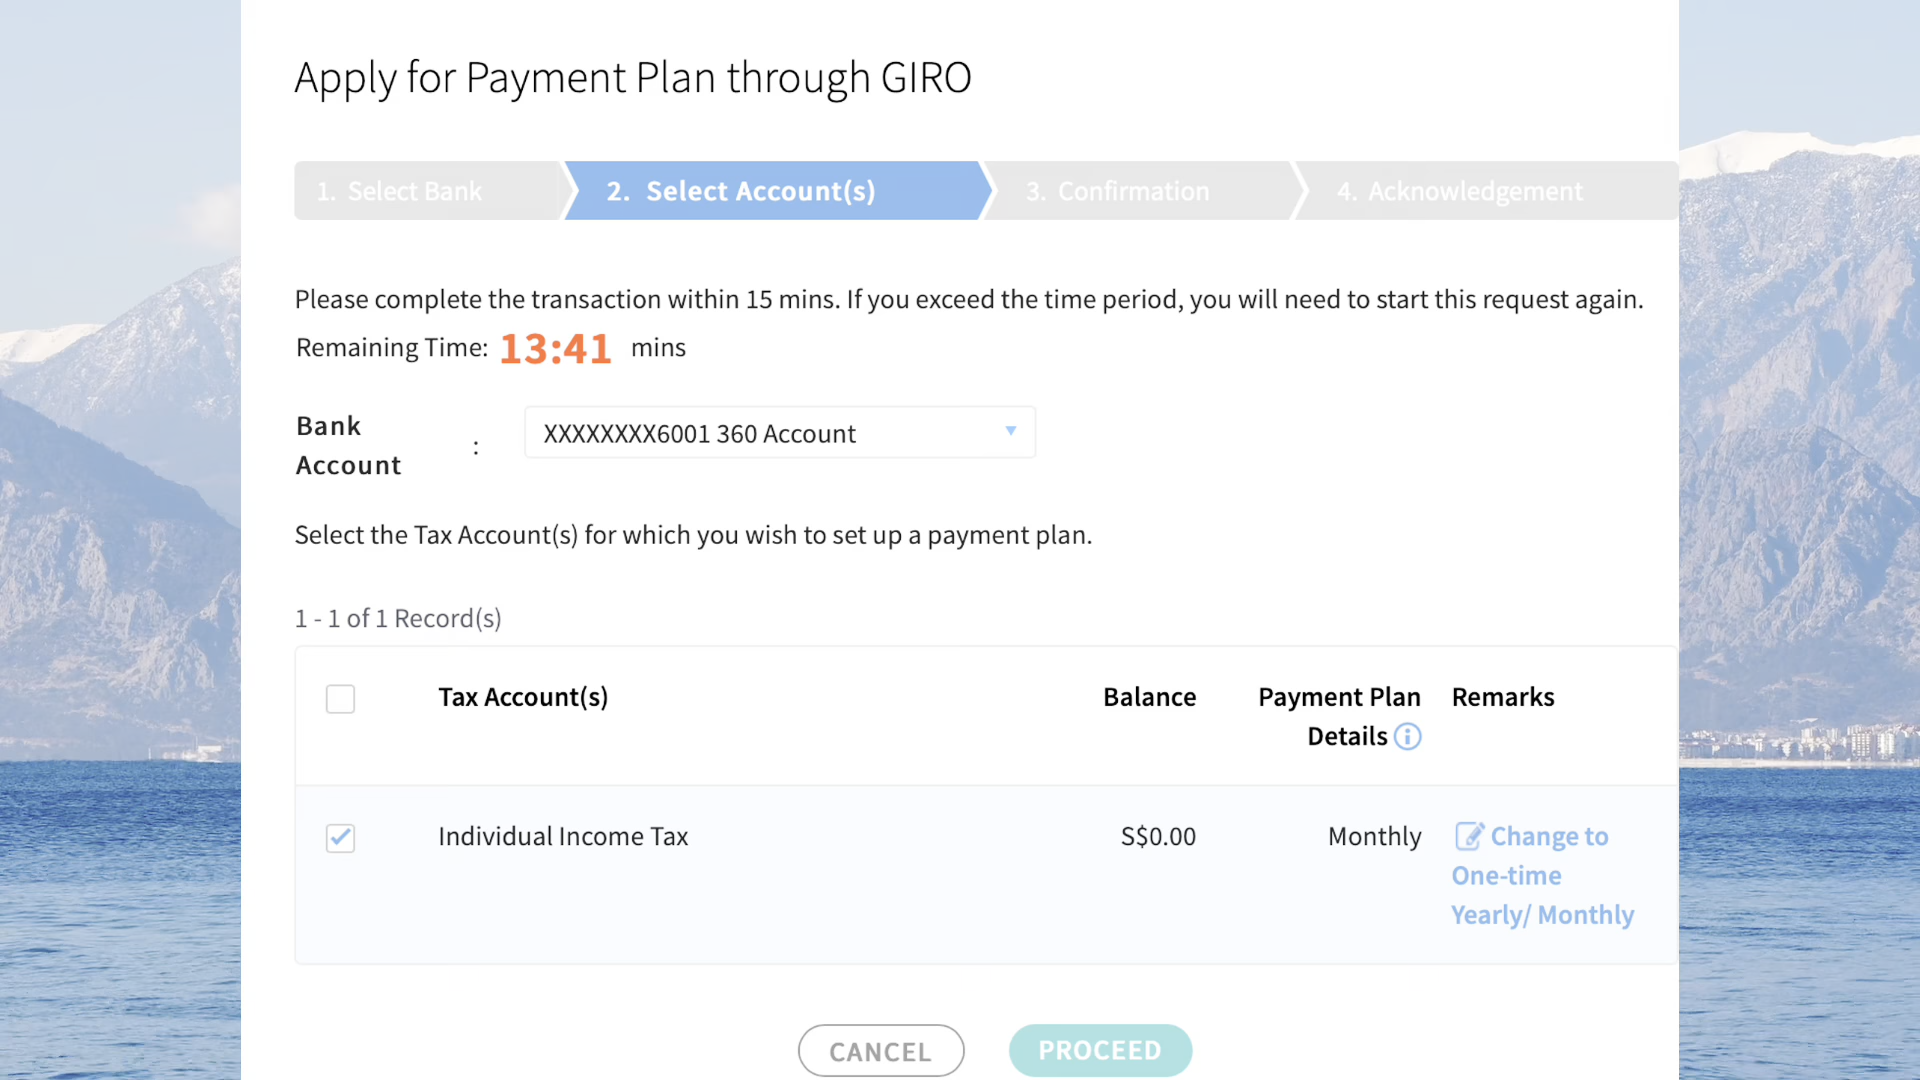 Apply for Payment Plan through GIRO
1. Select Bank
2. Select Account(s)
3. Confirmation
4. Acknowledgement
Please complete the transaction within 15 mins. If you exceed the time period, you will need to start this request again.
Remaining Time: 13:41 mins
Bank
Account
:
XXXXXXXX6001 360 Account
Select the Tax Account(s) for which you wish to set up a payment plan.
1 - 1 of 1 Record(s)
Tax Account(s)
Balance
Payment Plan
Details
Remarks
Individual Income Tax
S$0.00
Monthly
Change to
One-time
Yearly/ Monthly
CANCEL
PROCEED